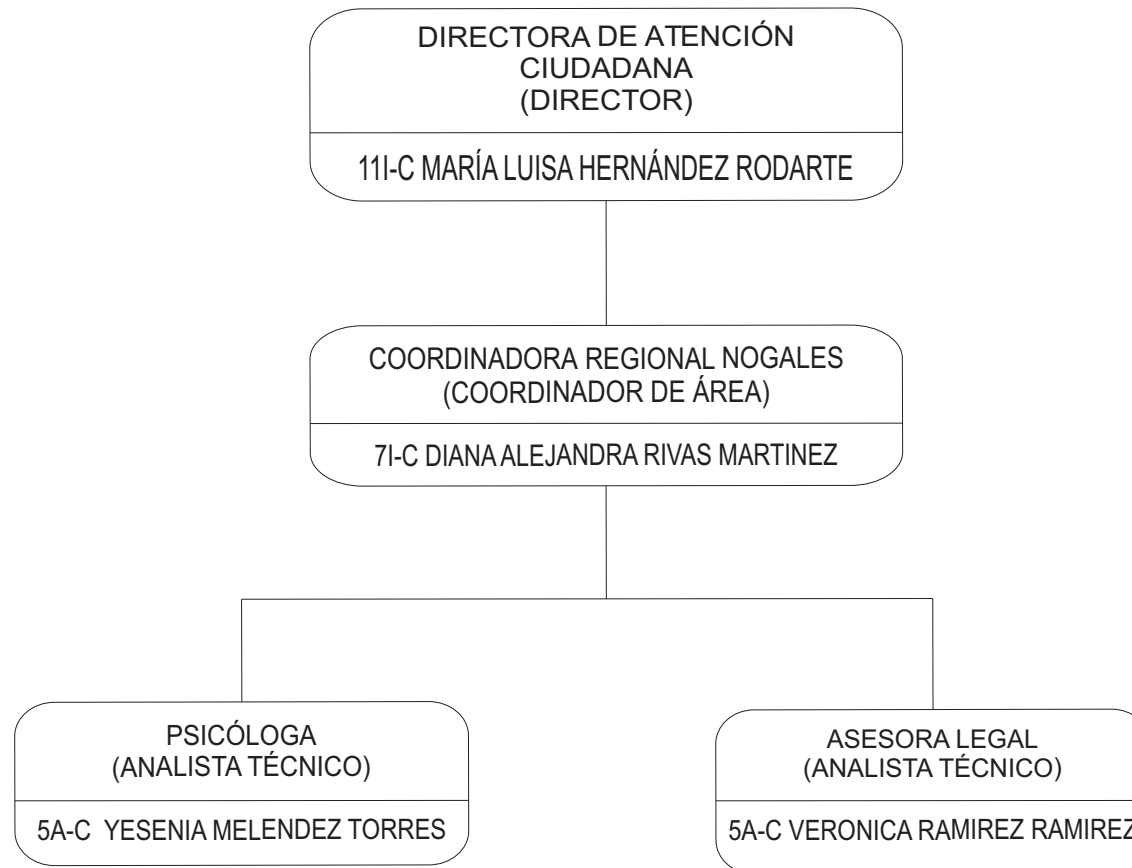 DIRECTORA DE ATENCIÓN
CIUDADANA
(DIRECTOR)
11I-C MARÍA LUISA HERNÁNDEZ RODARTE
COORDINADORA REGIONAL NOGALES
(COORDINADOR DE ÁREA)
7I-C DIANA ALEJANDRA RIVAS MARTINEZ
PSICÓLOGA
(ANALISTA TÉCNICO)
5A-C YESENIA MELENDEZ TORRES
ASESORA LEGAL
(ANALISTA TÉCNICO)
5A-C VERONICA RAMIREZ RAMIREZ